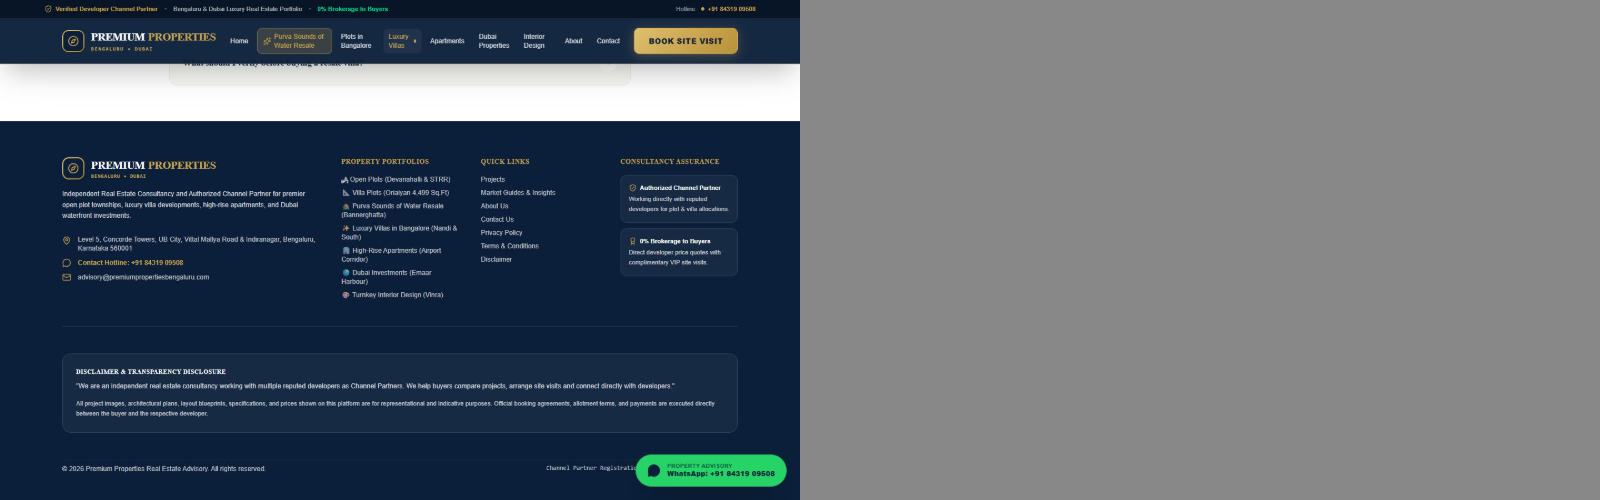 Verified Developer Channel Partner • Bengaluru & Dubai Luxury Real Estate Portfolio • 0% Brokerage to Buyers
Hotline: +91 84319 09508
PREMIUM PROPERTIES
BENGALURU • DUBAI
Home
Purva Sounds of
Water Resale
Plots in
Bangalore
Luxury
Villas
Apartments
Dubai
Properties
Interior
Design
About
Contact
BOOK SITE VISIT
What should I verify before buying a resale villa?
PREMIUM PROPERTIES
BENGALURU • DUBAI
Independent Real Estate Consultancy and Authorized Channel Partner for premier
open plot townships, luxury villa developments, high-rise apartments, and Dubai
waterfront investments.
Level 5, Concorde Towers, UB City, Vittal Mallya Road & Indiranagar, Bengaluru,
Karnataka 560001
Contact Hotline: +91 84319 09508
advisory@premiumpropertiesbengaluru.com
PROPERTY PORTFOLIOS
Open Plots (Devanahalli & STRR)
Villa Plots (Oriaiyan 4,499 Sq.Ft)
Purva Sounds of Water Resale
(Bannerghatta)
Luxury Villas in Bangalore (Nandi &
South)
High-Rise Apartments (Airport
Corridor)
Dubai Investments (Emaar
Harbour)
Turnkey Interior Design (Vinra)
QUICK LINKS
Projects
Market Guides & Insights
About Us
Contact Us
Privacy Policy
Terms & Conditions
Disclaimer
CONSULTANCY ASSURANCE
Authorized Channel Partner
Working directly with reputed
developers for plot & villa allocations.
0% Brokerage to Buyers
Direct developer price quotes with
complimentary VIP site visits.
DISCLAIMER & TRANSPARENCY DISCLOSURE
"We are an independent real estate consultancy working with multiple reputed developers as Channel Partners. We help buyers compare projects, arrange site visits and connect directly with developers."
All project images, architectural plans, layout blueprints, specifications, and prices shown on this platform are for representational and indicative purposes. Official booking agreements, allotment terms, and payments are executed directly
between the buyer and the respective developer.
© 2026 Premium Properties Real Estate Advisory. All rights reserved.
Channel Partner Registratio
PROPERTY ADVISORY
WhatsApp: +91 84319 09508